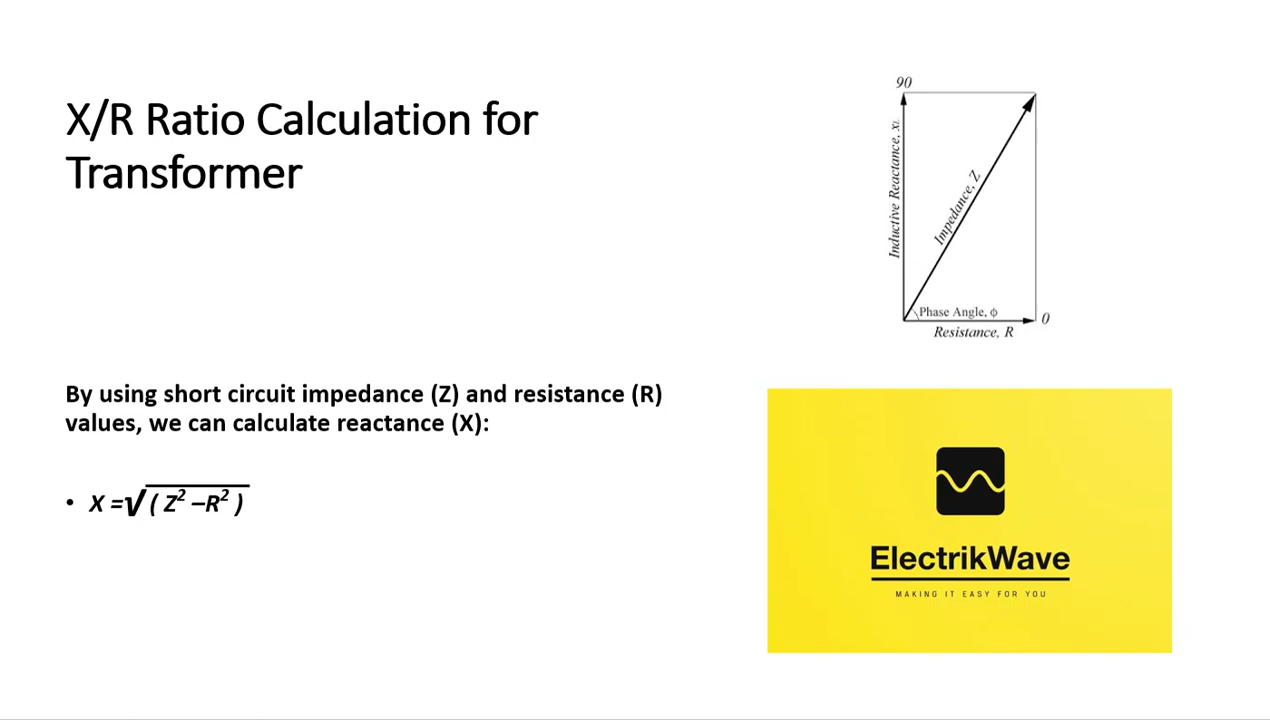 X/R Ratio Calculation for
Transformer
90
Inductive Reactance, xL
Impedance, Z
Phase Angle, ϕ
0
Resistance, R
By using short circuit impedance (Z) and resistance (R)
values, we can calculate reactance (X):
• X =√( Z² –R² )
ElectrikWave
MAKING IT EASY FOR YOU